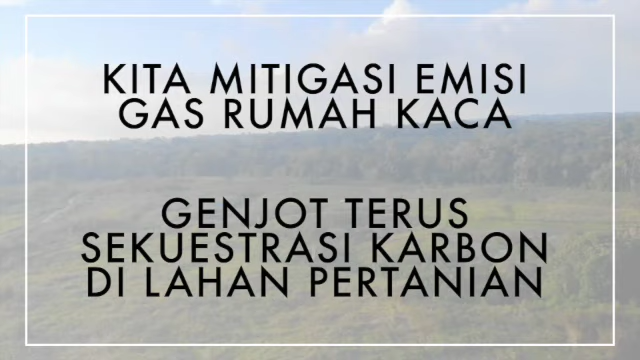 KITA MITIGASI EMISI
GAS RUMAH KACA
GENJOT TERUS
SEKUESTRASI KARBON
DI LAHAN PERTANIAN